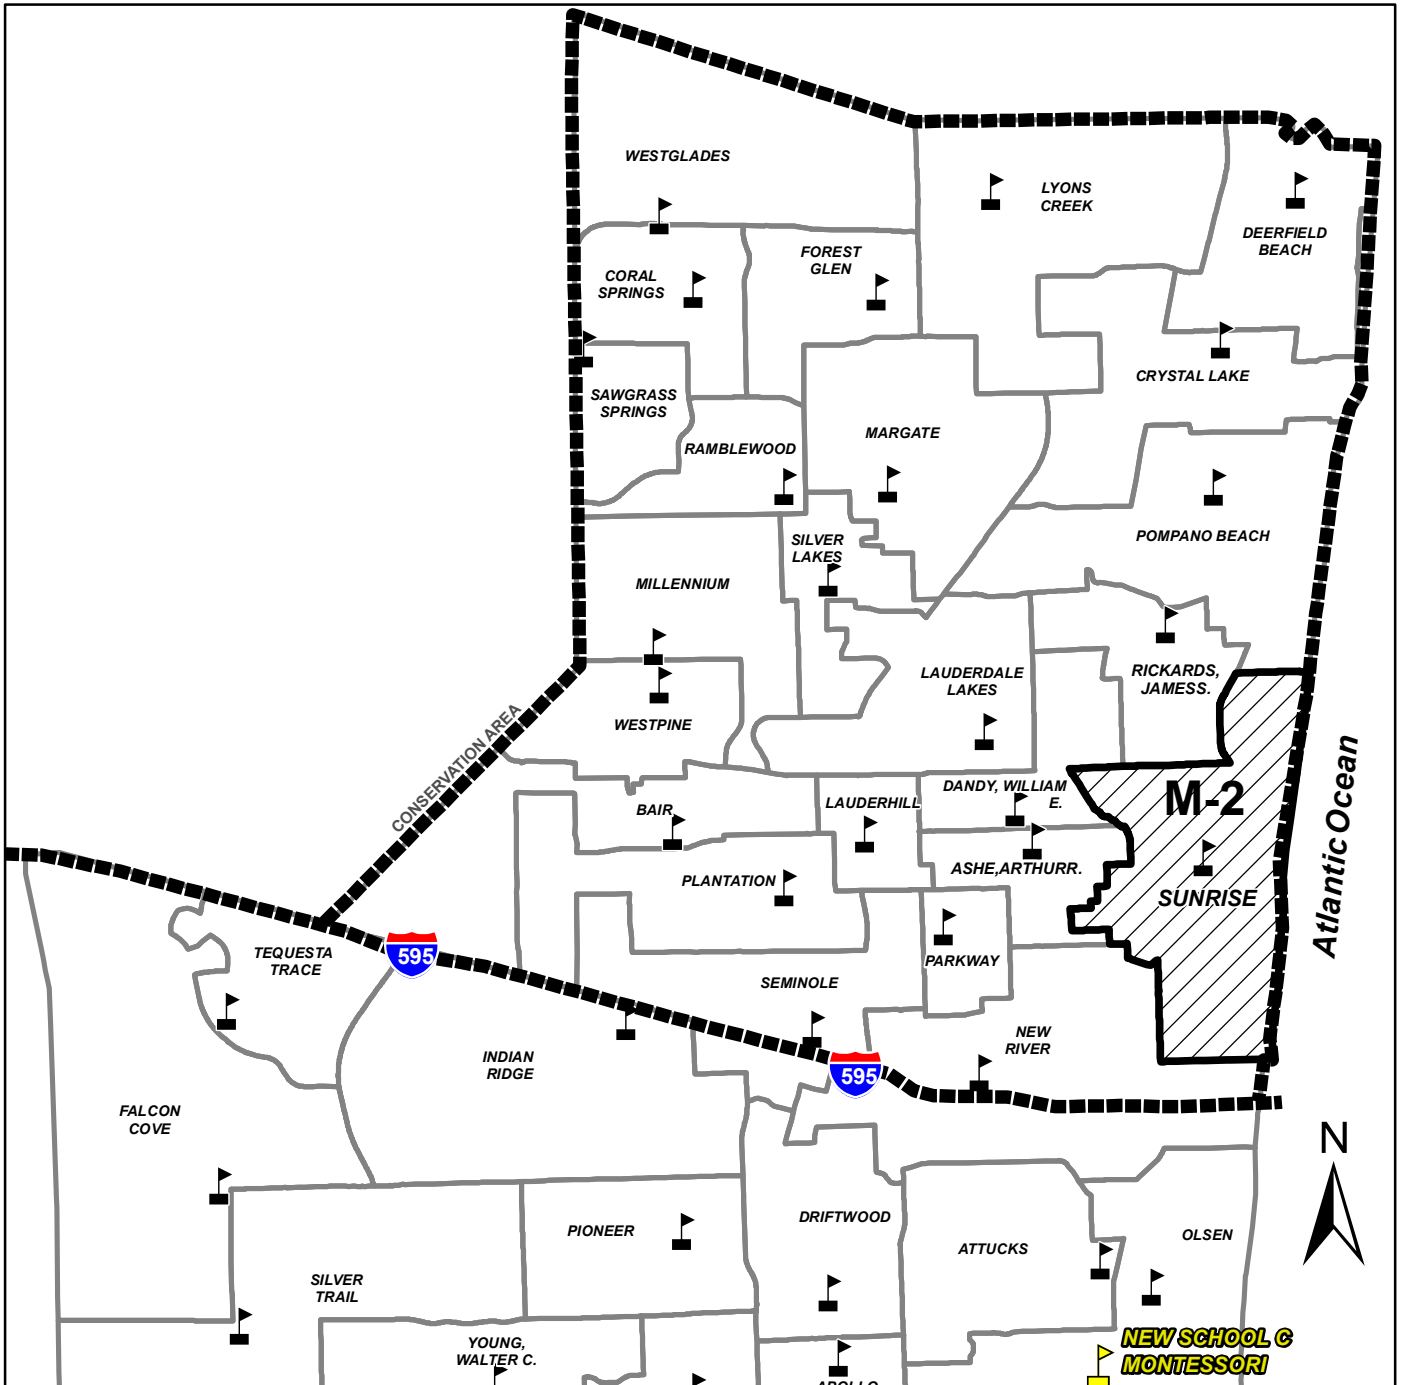 WESTGLADES
LYONS
CREEK
DEERFIELD
BEACH
FOREST
GLEN
CORAL
SPRINGS
CRYSTAL LAKE
SAWGRASS
SPRINGS
MARGATE
RAMBLEWOOD
POMPANO BEACH
SILVER
LAKES
MILLENNIUM
LAUDERDALE
LAKES
RICKARDS,
JAMESS.
WESTPINE
CONSERVATION AREA
Atlantic Ocean
DANDY, WILLIAM
E.
M-2
BAIR
LAUDERHILL
ASHE,ARTHURR.
PLANTATION
SUNRISE
TEQUESTA
TRACE
595
PARKWAY
SEMINOLE
NEW
RIVER
INDIAN
RIDGE
595
FALCON
COVE
N
DRIFTWOOD
PIONEER
OLSEN
ATTUCKS
SILVER
TRAIL
NEW SCHOOL C
MONTESSORI
YOUNG,
WALTER C.
APOLLO